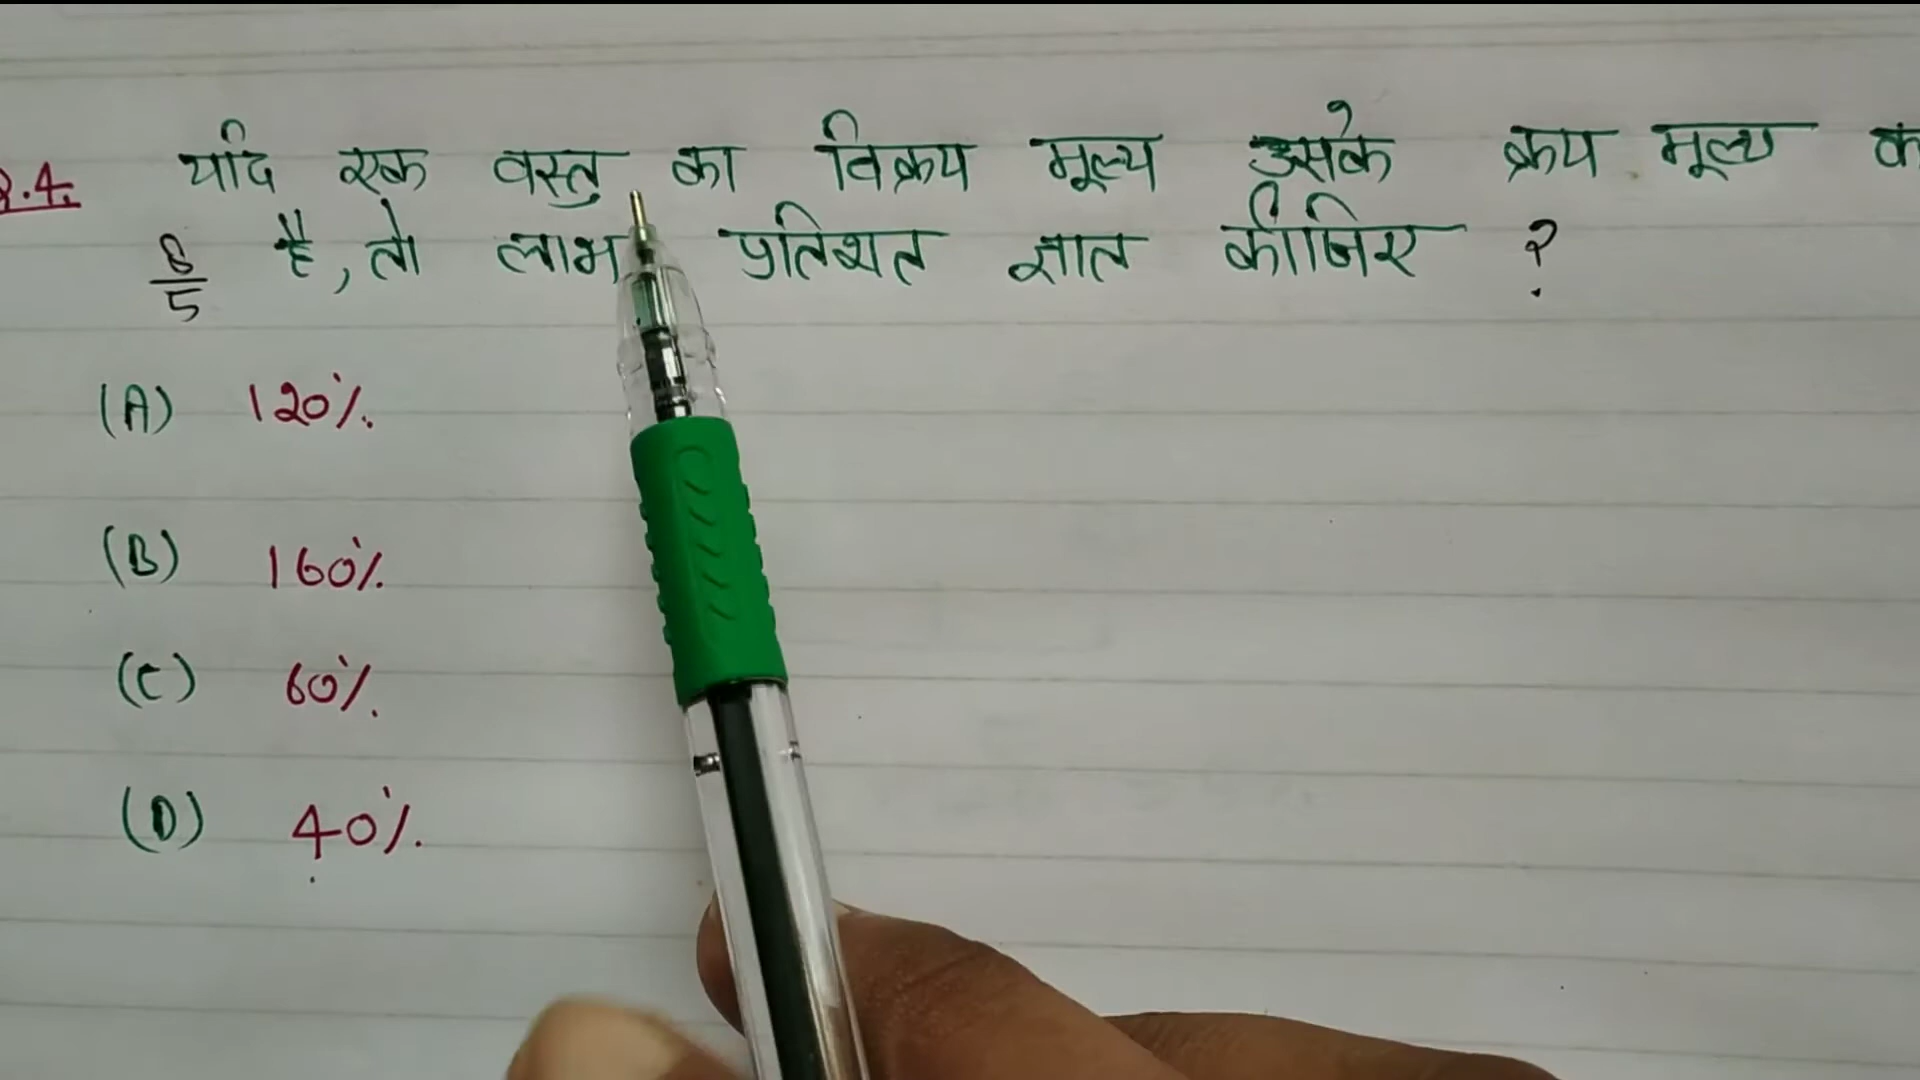 Q.4. यदि एक वस्तु का विक्रय मूल्य उसके क्रय मूल्य
8/5 है, तो लाभ प्रतिशत ज्ञात कीजिए ?
(A) 120%
(B) 160%
(C) 60%
(D) 40%